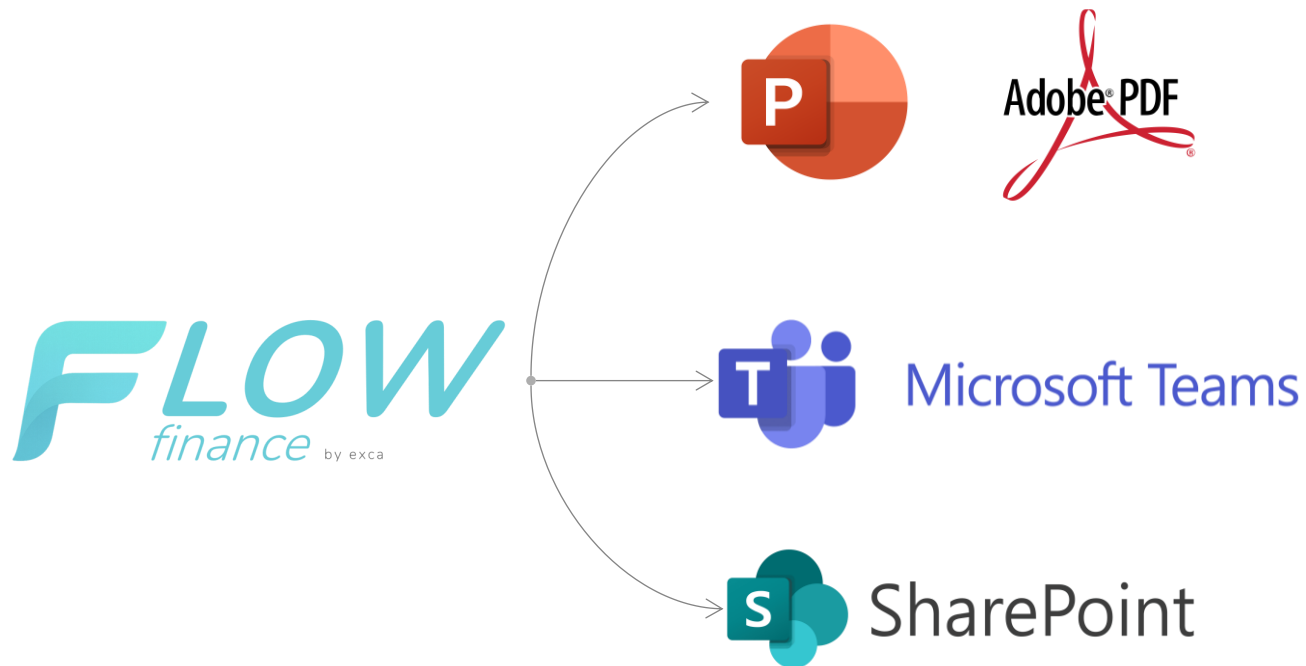 P
Adobe® PDF
®
FLOW
finance by exca
T Microsoft Teams
S SharePoint